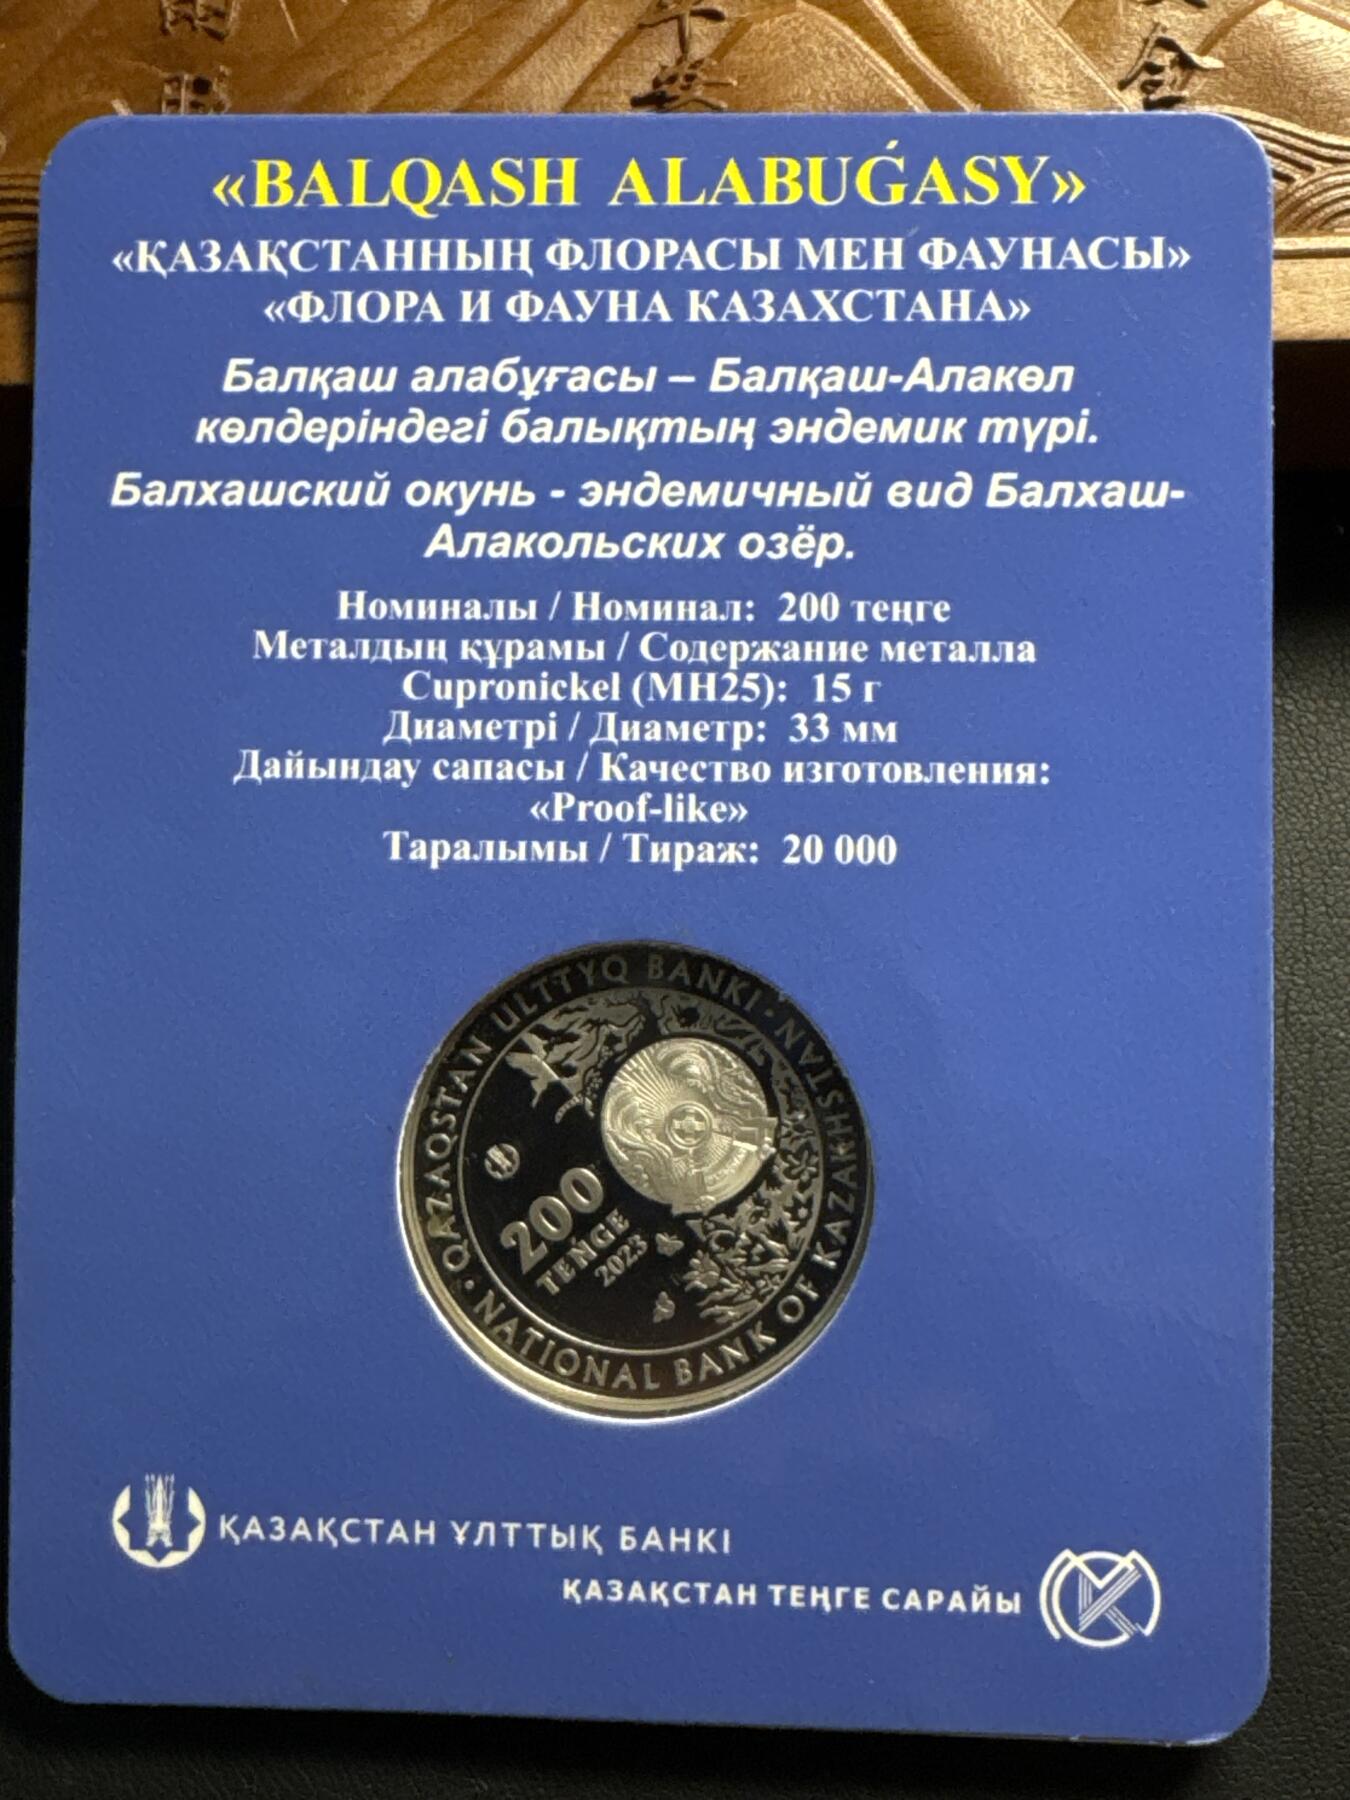 «BALQASH ALABUǴASY»
«ҚАЗАҚСТАННЫҢ ФЛОРАСЫ МЕН ФАУНАСЫ»
«ФЛОРА И ФАУНА КАЗАХСТАНА»
Балқаш алабұғасы – Балқаш-Алакөл
көлдеріндегі балықтың эндемик түрі.
Балхашский окунь - эндемичный вид Балхаш-
Алакольских озёр.
Номиналы / Номинал: 200 теңге
Металдың құрамы / Содержание металла
Cupronickel (МН25): 15 г
Диаметрі / Диаметр: 33 мм
Дайындау сапасы / Качество изготовления:
«Proof-like»
Таралымы / Тираж: 20 000
QAZAQSTAN ULTTYQ BANKI · NATIONAL BANK OF KAZAKHSTAN ·
200
TENGE
2023
ҚАЗАҚСТАН ҰЛТТЫҚ БАНКІ
ҚАЗАҚСТАН ТЕҢГЕ САРАЙЫ